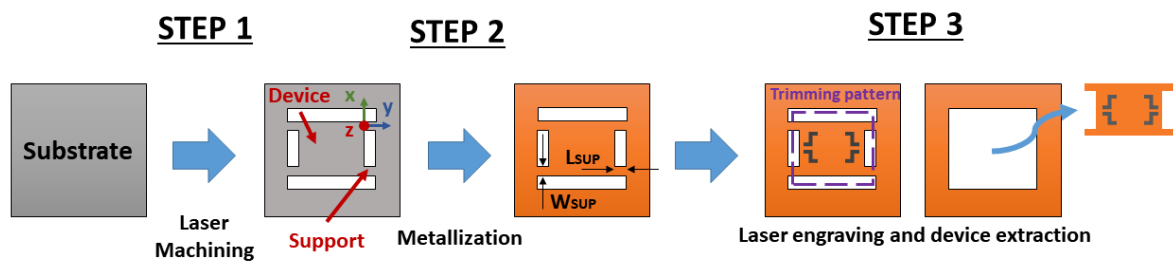 STEP 1
STEP 2
STEP 3
Substrate
Device
x
y
z
Support
Laser
Machining
Metallization
LSUP
WSUP
Trimming pattern
Laser engraving and device extraction